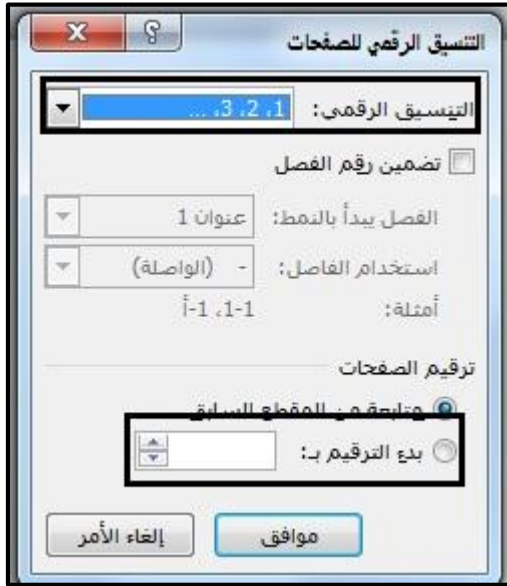 التنسيق الرقمي للصفحات
التنسيق الرقمي: 1، 2، 3، ...
تضمين رقم الفصل
الفصل يبدأ بالنمط: عنوان 1
استخدام الفاصل: - (الواصلة)
أمثلة: 1-1، 1-أ
ترقيم الصفحات
متابعة من المقطع السابق
بدء الترقيم بـ:
موافق إلغاء الأمر